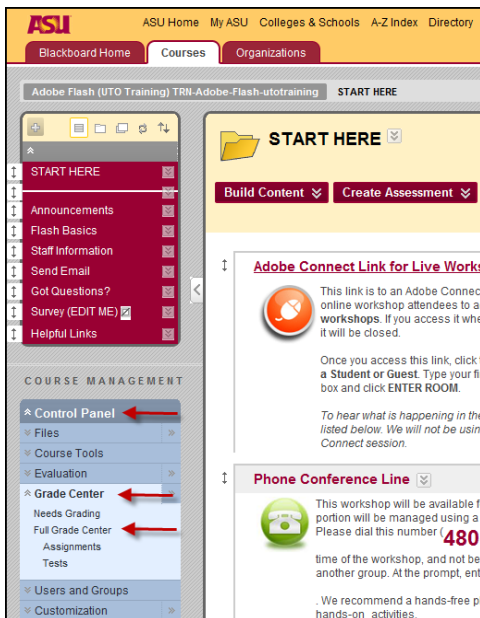 ASU
ASU Home My ASU Colleges & Schools A-Z Index Directory
Blackboard Home Courses Organizations
Adobe Flash (UTO Training) TRN-Adobe-Flash-utotraining START HERE
START HERE
Announcements
Flash Basics
Staff Information
Send Email
Got Questions?
Survey (EDIT ME)
Helpful Links
COURSE MANAGEMENT
Control Panel
Files
Course Tools
Evaluation
Grade Center
Needs Grading
Full Grade Center
Assignments
Tests
Users and Groups
Customization
START HERE
Build Content Create Assessment
Adobe Connect Link for Live Works
This link is to an Adobe Connec
online workshop attendees to a
workshops. If you access it whe
it will be closed.
Once you access this link, click
a Student or Guest. Type your fi
box and click ENTER ROOM.
To hear what is happening in the
listed below. We will not be usin
Connect session.
Phone Conference Line
This workshop will be available f
portion will be managed using a
Please dial this number (480
time of the workshop, and not be
another group. At the prompt, ent
. We recommend a hands-free p
hands-on activities.